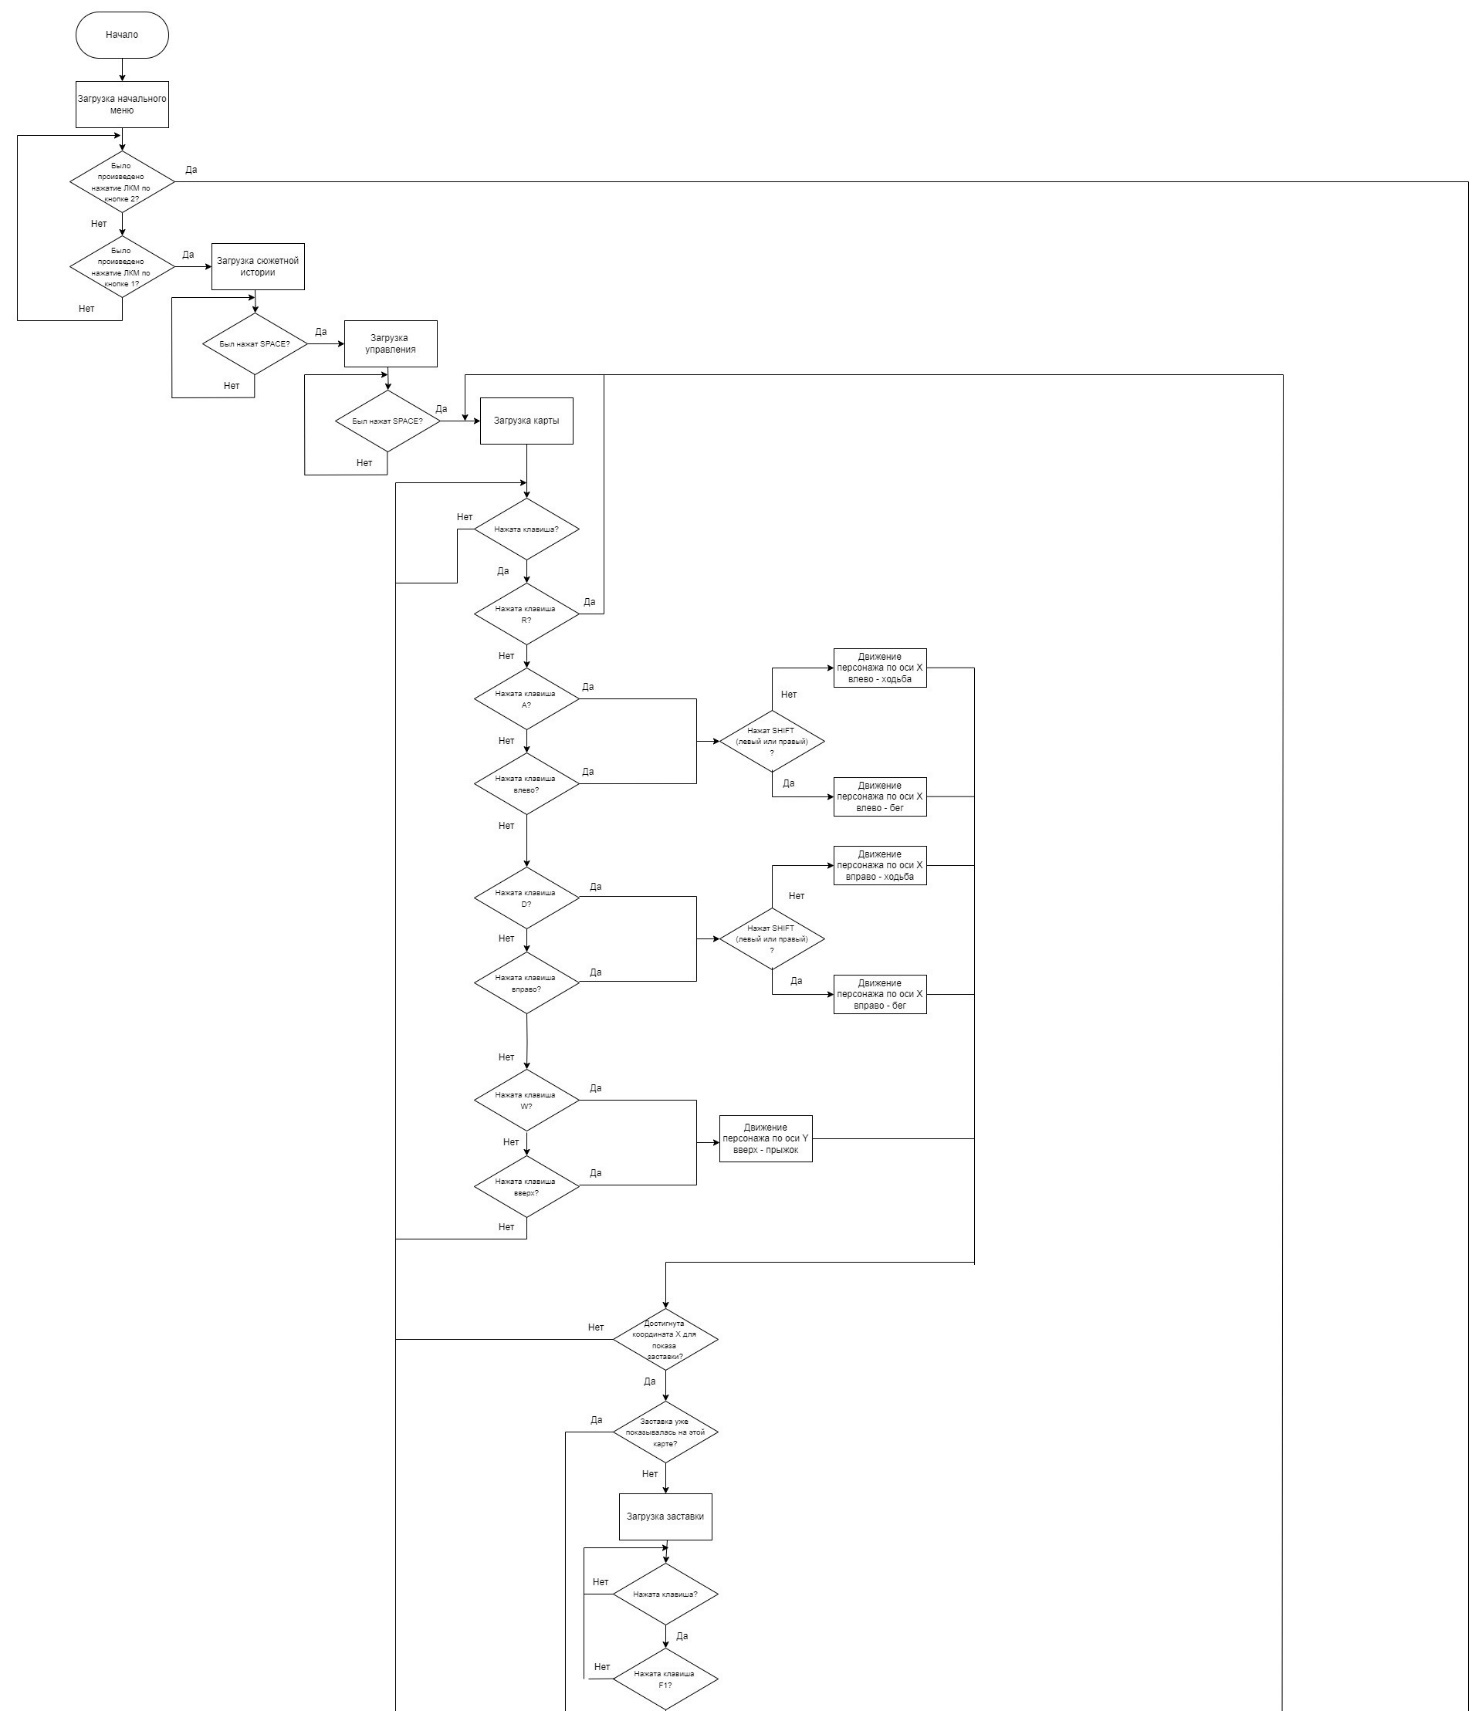 Начало
Загрузка начального
меню
Было
произведено
нажатие ЛКМ по
кнопке 2?
Да
Нет
Было
произведено
нажатие ЛКМ по
кнопке 1?
Да
Нет
Загрузка сюжетной
истории
Был нажат SPACE?
Да
Нет
Загрузка
управления
Был нажат SPACE?
Да
Нет
Загрузка карты
Нажата клавиша?
Нет
Да
Нажата клавиша
R?
Да
Нет
Нажата клавиша
A?
Да
Нет
Нажата клавиша
влево?
Да
Нет
Нажат SHIFT
(левый или правый)
?
Нет
Движение
персонажа по оси X
влево - ходьба
Да
Движение
персонажа по оси X
влево - бег
Нажата клавиша
D?
Да
Нет
Нажата клавиша
вправо?
Да
Нет
Нажат SHIFT
(левый или правый)
?
Нет
Движение
персонажа по оси X
вправо - ходьба
Да
Движение
персонажа по оси X
вправо - бег
Нажата клавиша
W?
Да
Нет
Нажата клавиша
вверх?
Да
Нет
Движение
персонажа по оси Y
вверх - прыжок
Достигнута
координата X для
показа
заставки?
Нет
Да
Заставка уже
показывалась на этой
карте?
Да
Нет
Загрузка заставки
Нажата клавиша?
Нет
Да
Нажата клавиша
F1?
Нет